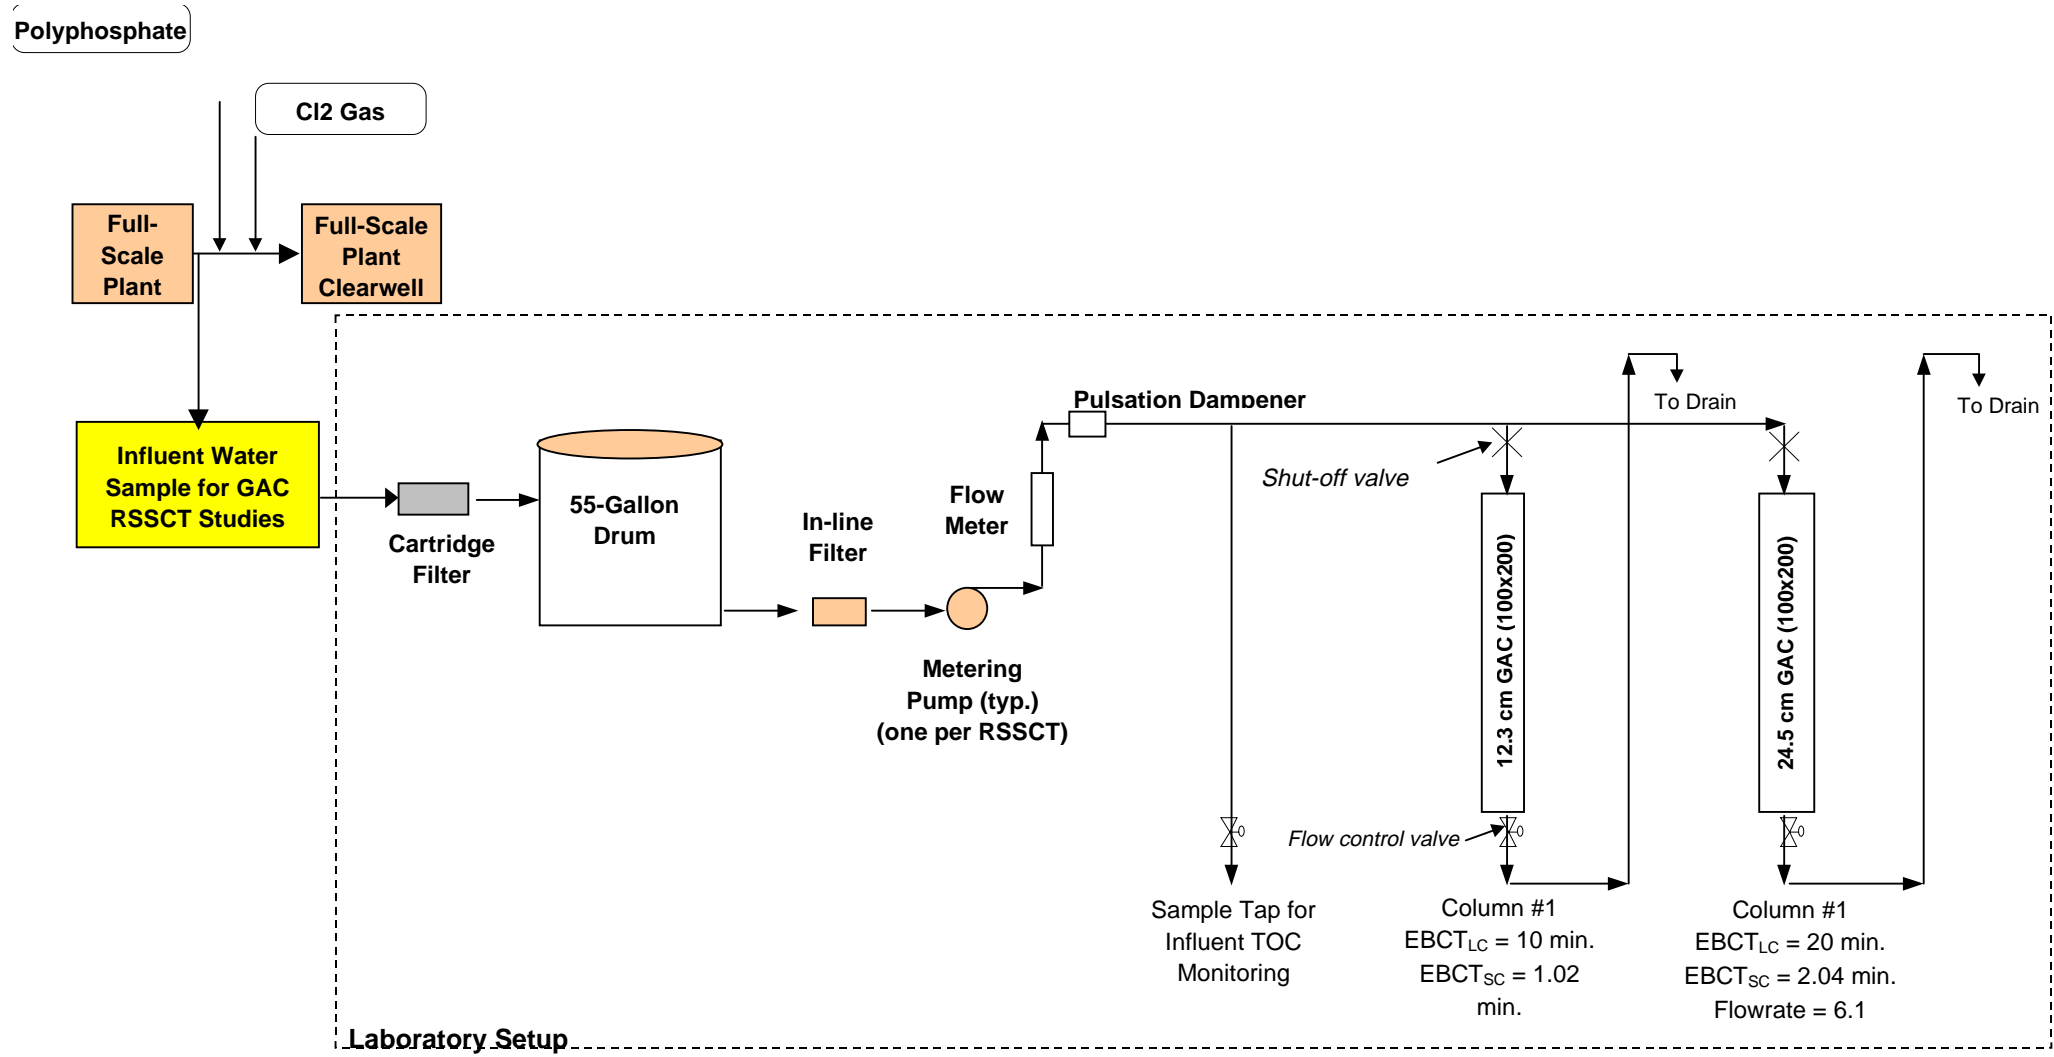 Polyphosphate
Cl2 Gas
Full-
Scale
Plant
Full-Scale
Plant
Clearwell
Influent Water
Sample for GAC
RSSCT Studies
Cartridge
Filter
55-Gallon
Drum
In-line
Filter
Metering
Pump (typ.)
(one per RSSCT)
Flow
Meter
Pulsation Dampener
Shut-off valve
To Drain
To Drain
12.3 cm GAC (100x200)
24.5 cm GAC (100x200)
Flow control valve
Sample Tap for
Influent TOC
Monitoring
Column #1
EBCT_LC = 10 min.
EBCT_SC = 1.02
min.
Column #1
EBCT_LC = 20 min.
EBCT_SC = 2.04 min.
Flowrate = 6.1
Laboratory Setup